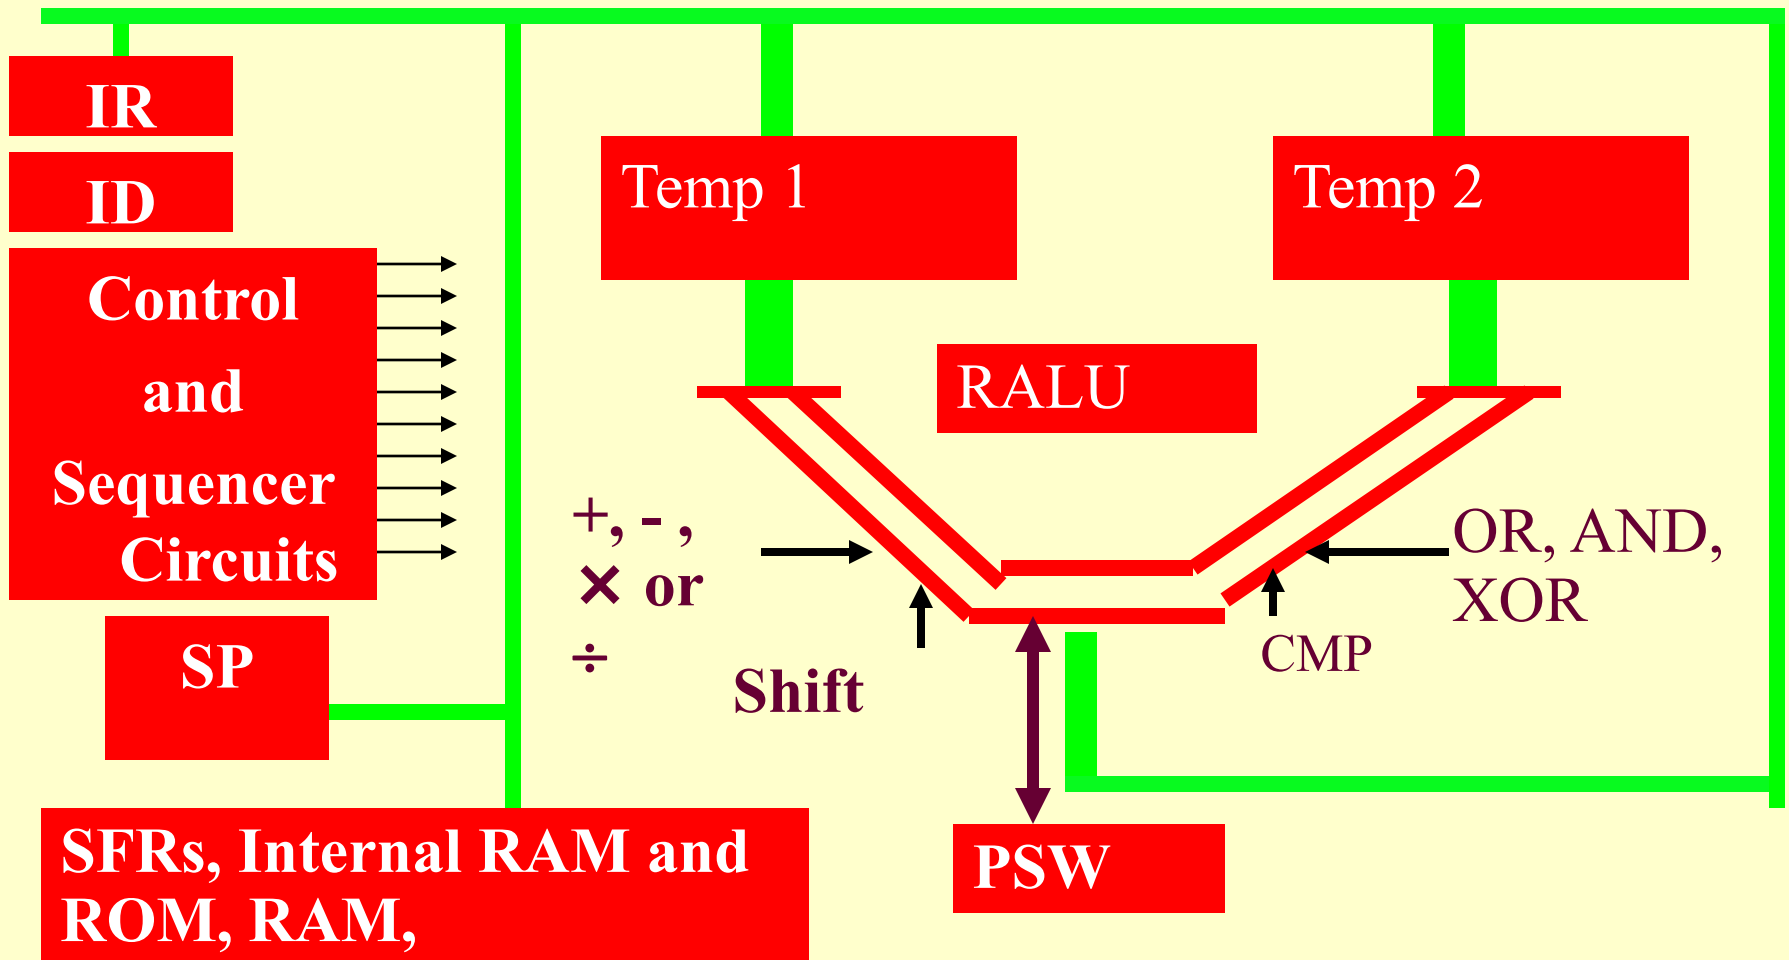 IR
ID
Control
and
Sequencer
Circuits
SP
SFRs, Internal RAM and
ROM, RAM,
Temp 1
Temp 2
RALU
+, - ,
× or
÷
Shift
OR, AND,
XOR
CMP
PSW